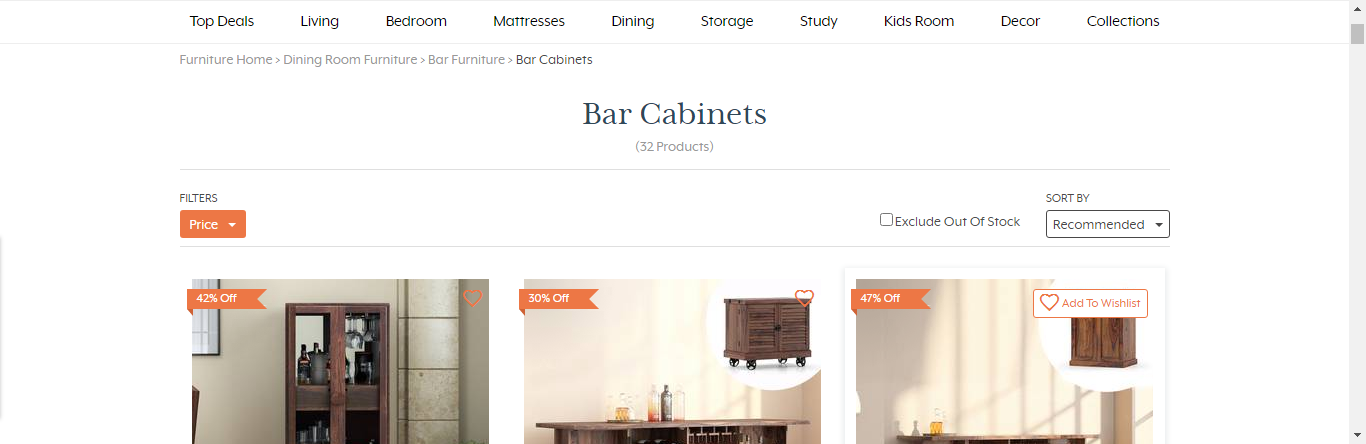 Top Deals Living Bedroom Mattresses Dining Storage Study Kids Room Decor Collections
Furniture Home > Dining Room Furniture > Bar Furniture > Bar Cabinets
Bar Cabinets
(32 Products)
FILTERS
Price
Exclude Out Of Stock
SORT BY
Recommended
42% Off
30% Off
47% Off
Add To Wishlist